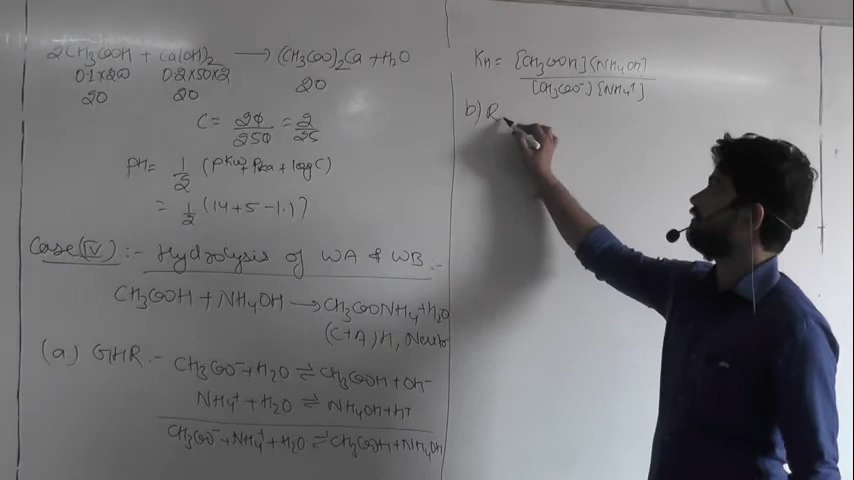 2CH3COOH + Ca(OH)2 ⟶ (CH3COO)2Ca + H2O
0.1×200 0.2×50×2
20 20 20
C = 20/250 = 2/25
PH = 1/2 (PKw + PKa + logC)
= 1/2 (14+5-1.1)
Case(IV) :- Hydrolysis of WA & WB :-
CH3COOH + NH4OH ⟶ CH3COONH4 + H2O
(C+A)H, Neutr
(a) GHR :- CH3COO- + H2O ⇌ CH3COOH + OH-
NH4+ + H2O ⇌ NH4OH + H+
CH3COO- + NH4+ + H2O ⇌ CH3COOH + NH4OH
KH = [CH3COOH][NH4OH] / [CH3COO-][NH4+]
b) R